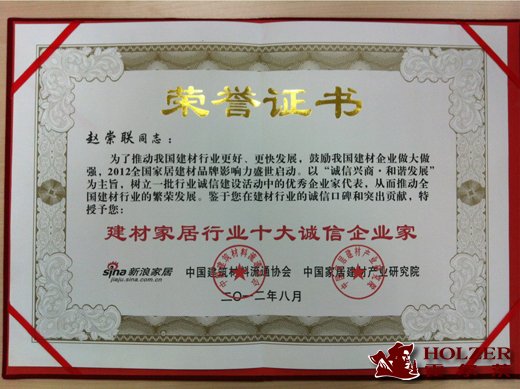 荣誉证书
赵崇联同志：
为了推动我国建材行业更好、更快发展，鼓励我国建材企业做大做
强，2012全国家居建材品牌影响力盛批启动。以“诚信兴商·和谐发展”
为主旨，树立一批行业诚信建设活动中的优秀企业家代表，从而推动全
国建材行业的繁荣发展。鉴于您在建材行业的诚信口碑和突出贡献，特
授予您：
建材家居行业十大诚信企业家
sina新浪家居 中国建筑材料流通协会 中国家居建材产业研究院
jiaju.sina.com.cn
二〇一二年八月
HOLZER